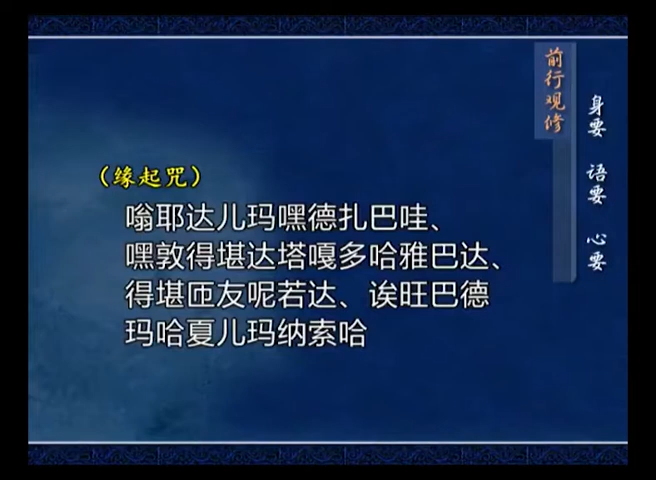 前行观修
身要 语要 心要
（缘起咒）
嗡耶达儿玛嘿德扎巴哇、
嘿敦得堪达塔嘎多哈雅巴达、
得堪匝友呢若达、诶旺巴德
玛哈夏儿玛纳索哈